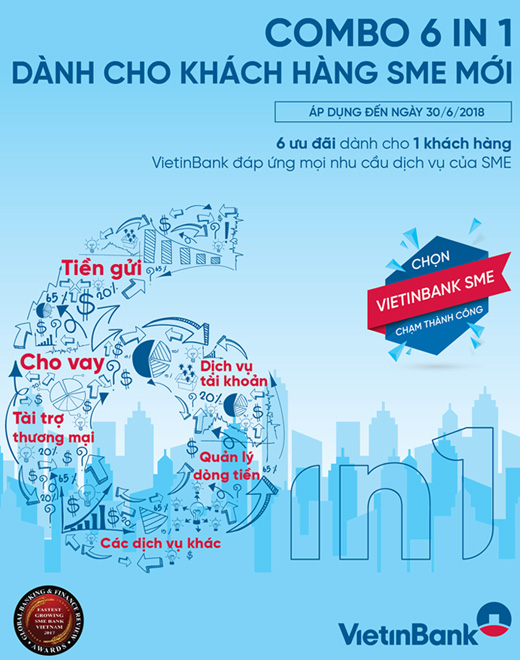 COMBO 6 IN 1
DÀNH CHO KHÁCH HÀNG SME MỚI
ÁP DỤNG ĐẾN NGÀY 30/6/2018
6 ưu đãi dành cho 1 khách hàng
VietinBank đáp ứng mọi nhu cầu dịch vụ của SME
CHỌN
VIETINBANK SME
CHẠM THÀNH CÔNG
Tiền gửi
Cho vay
Dịch vụ
tài khoản
Tài trợ
thương mại
Quản lý
dòng tiền
Các dịch vụ khác
in1
GLOBAL BANKING & FINANCE REVIEW
FASTEST
GROWING
SME BANK
VIETNAM
2017
AWARDS
VietinBank